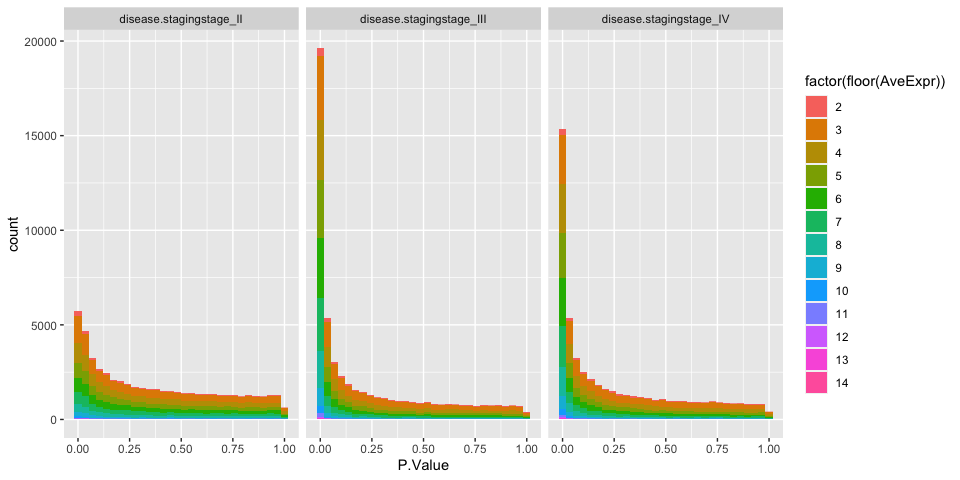 disease.stagingstage_II
disease.stagingstage_III
disease.stagingstage_IV
20000
15000
10000
5000
0
count
0.00 0.25 0.50 0.75 1.00
0.00 0.25 0.50 0.75 1.00
0.00 0.25 0.50 0.75 1.00
P.Value
factor(floor(AveExpr))
2
3
4
5
6
7
8
9
10
11
12
13
14